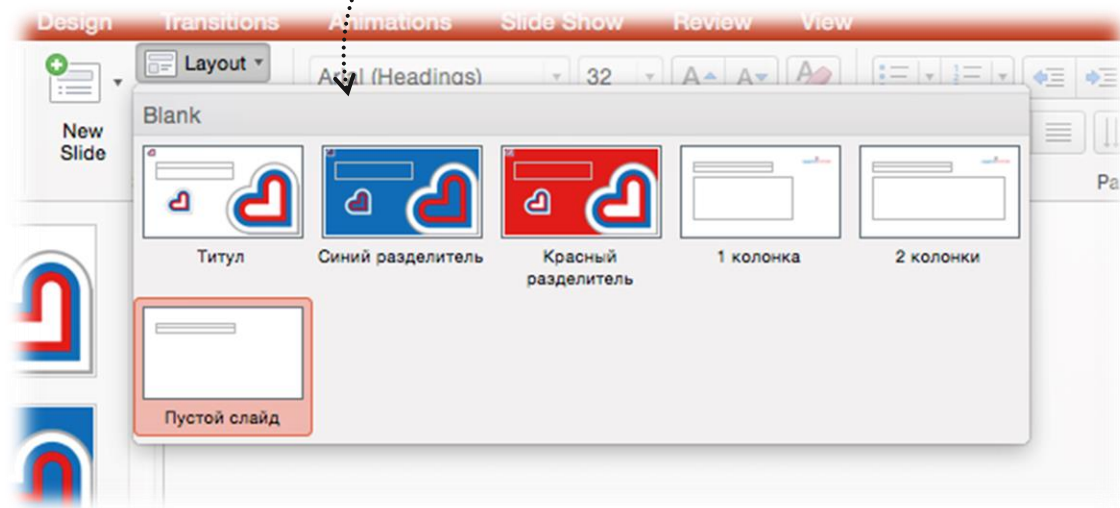 Design Transitions Animations Slide Show Review View
Layout
Arial (Headings) 32 A A A
New
Slide
Pa
Blank
Титул
Синий разделитель
Красный
разделитель
1 колонка
2 колонки
Пустой слайд